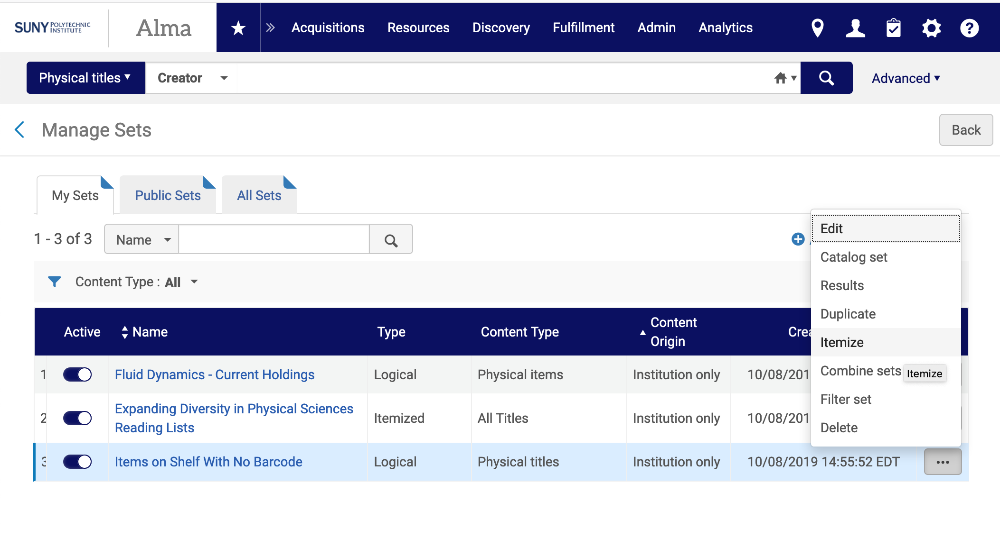 SUNY POLYTECHNIC INSTITUTE
Alma
Acquisitions Resources Discovery Fulfillment Admin Analytics
Physical titles Creator Advanced
Manage Sets Back
My Sets Public Sets All Sets
1 - 3 of 3 Name
Content Type : All
Edit
Catalog set
Results
Duplicate
Itemize
Combine sets
Itemize
Filter set
Delete
Active Name Type Content Type Content Origin
1 Fluid Dynamics - Current Holdings Logical Physical items Institution only 10/08/201
2 Expanding Diversity in Physical Sciences Reading Lists Itemized All Titles Institution only 10/08/201
3 Items on Shelf With No Barcode Logical Physical titles Institution only 10/08/2019 14:55:52 EDT